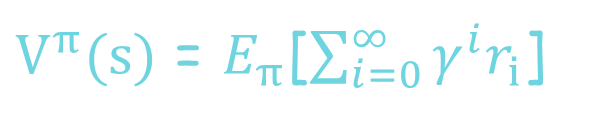 V^π(s) = E_π[∑_{i=0}^∞ γ^i r_i]